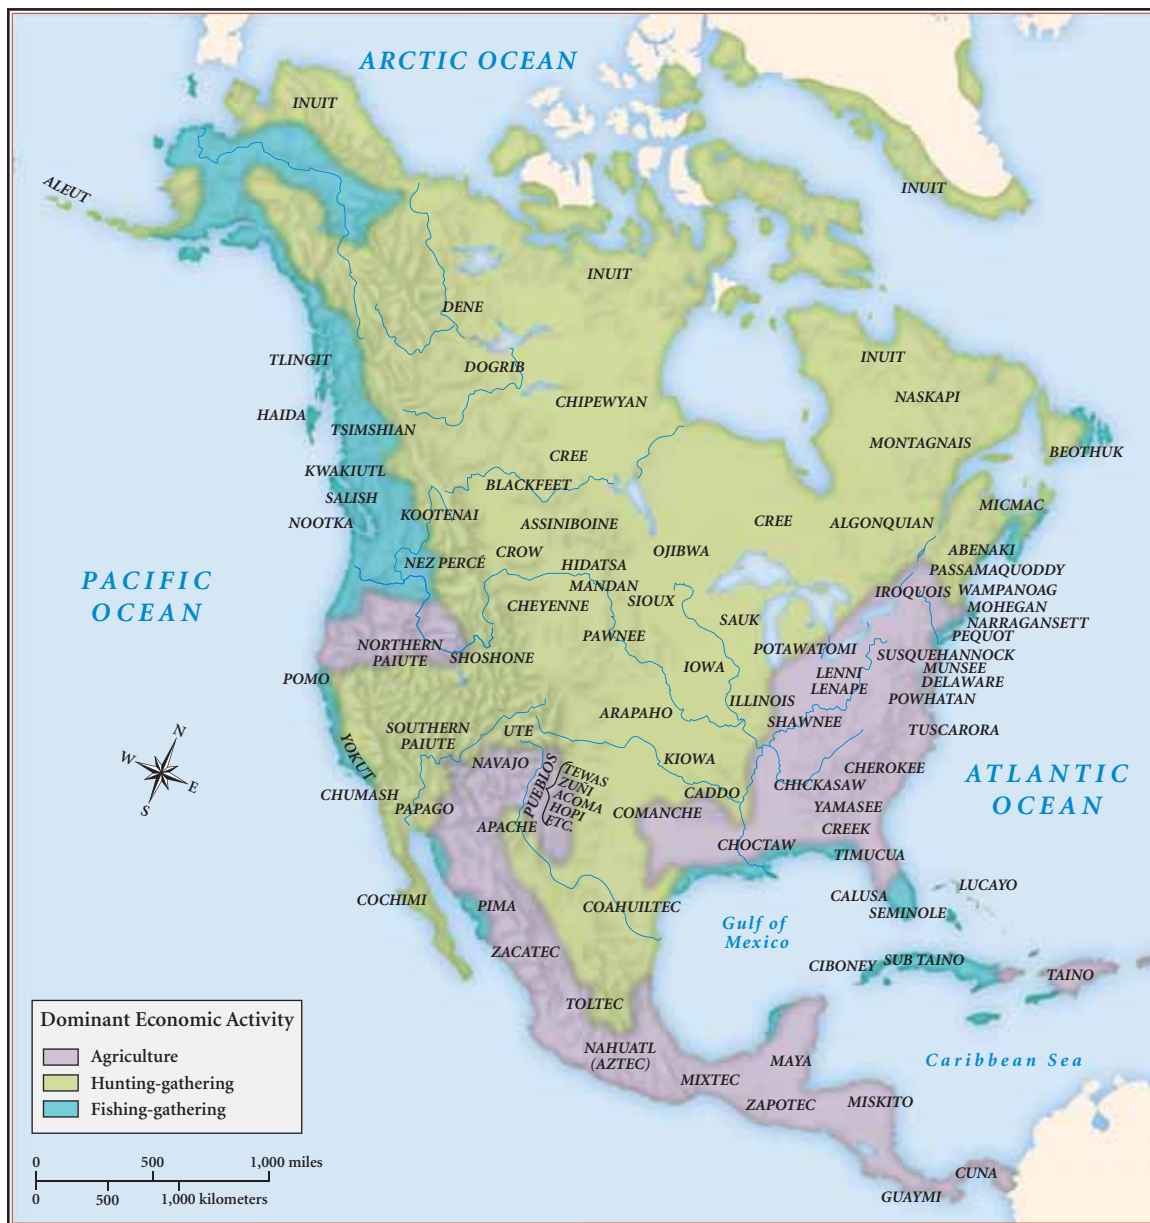 ARCTIC OCEAN
INUIT
ALEUT
INUIT
INUIT
DENE
TLINGIT
DOGRIB
INUIT
NASKAPI
HAIDA
TSIMSHIAN
CHIPEWYAN
MONTAGNAIS
BEOTHUK
KWAKIUTL
CREE
SALISH
BLACKFEET
NOOTKA
KOOTENAI
ASSINIBOINE
CREE
ALGONQUIAN
MICMAC
NEZ PERCÉ
CROW
HIDATSA
OJIBWA
ABENAKI
PASSAMAQUODDY
PACIFIC
OCEAN
MANDAN
CHEYENNE
SIOUX
IROQUOIS
WAMPANOAG
MOHEGAN
NARRAGANSETT
PEQUOT
PAWNEE
SAUK
NORTHERN
PAIUTE
SHOSHONE
POTAWATOMI
SUSQUEHANNOCK
MUNSEE
DELAWARE
POMO
IOWA
LENNI
LENAPE
POWHATAN
ILLINOIS
ARAPAHO
SHAWNEE
TUSCARORA
SOUTHERN
PAIUTE
UTE
YOKUT
NAVAJO
PUEBLOS
TEWAS
ZUÑI
ACOMA
HOPI
ETC.
KIOWA
CHEROKEE
CHICKASAW
ATLANTIC
OCEAN
CHUMASH
PAPAGO
CADDO
COMANCHE
YAMASEE
APACHE
CREEK
CHOCTAW
TIMUCUA
COCHIMI
PIMA
COAHUILTEC
CALUSA
SEMINOLE
LUCAYO
Gulf of
Mexico
ZACATEC
CIBONEY
SUB TAINO
TAINO
TOLTEC
NAHUATL
(AZTEC)
MAYA
Caribbean Sea
MIXTEC
ZAPOTEC
MISKITO
CUNA
GUAYMI
N
W
E
S
Dominant Economic Activity
Agriculture
Hunting-gathering
Fishing-gathering
0 500 1,000 miles
0 500 1,000 kilometers